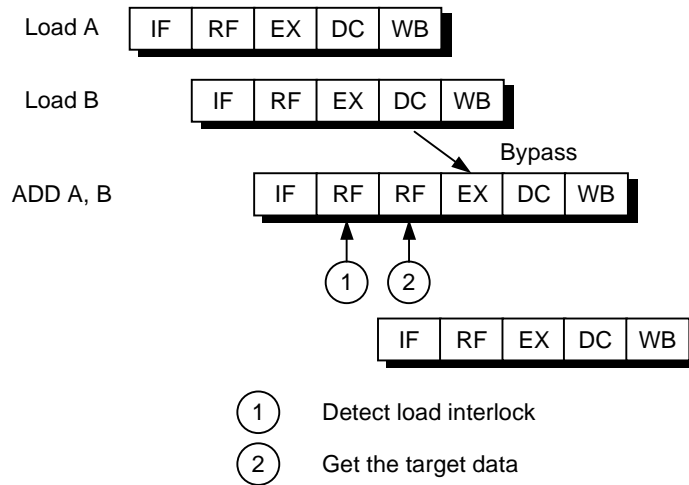 Load A IF RF EX DC WB
Load B IF RF EX DC WB
Bypass
ADD A, B IF RF RF EX DC WB
1 2
IF RF EX DC WB
1 Detect load interlock
2 Get the target data